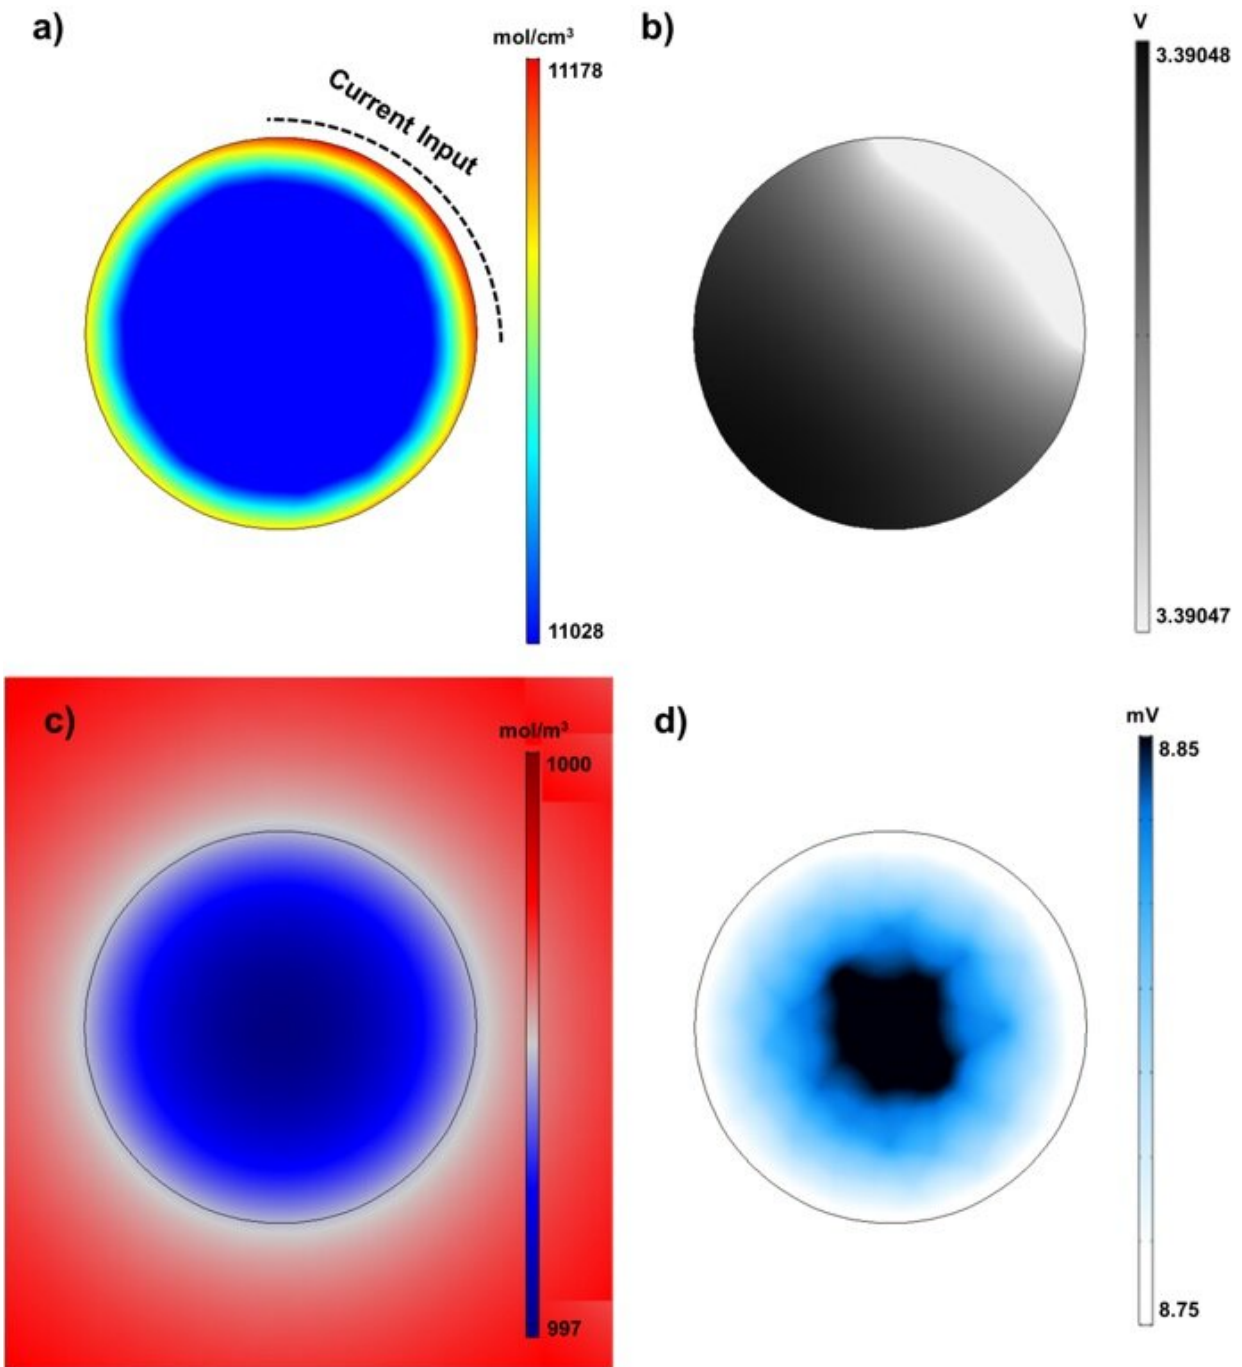 a)
mol/cm³
11178
Current Input
11028
b)
V
3.39048
3.39047
c)
mol/m³
1000
997
d)
mV
8.85
8.75